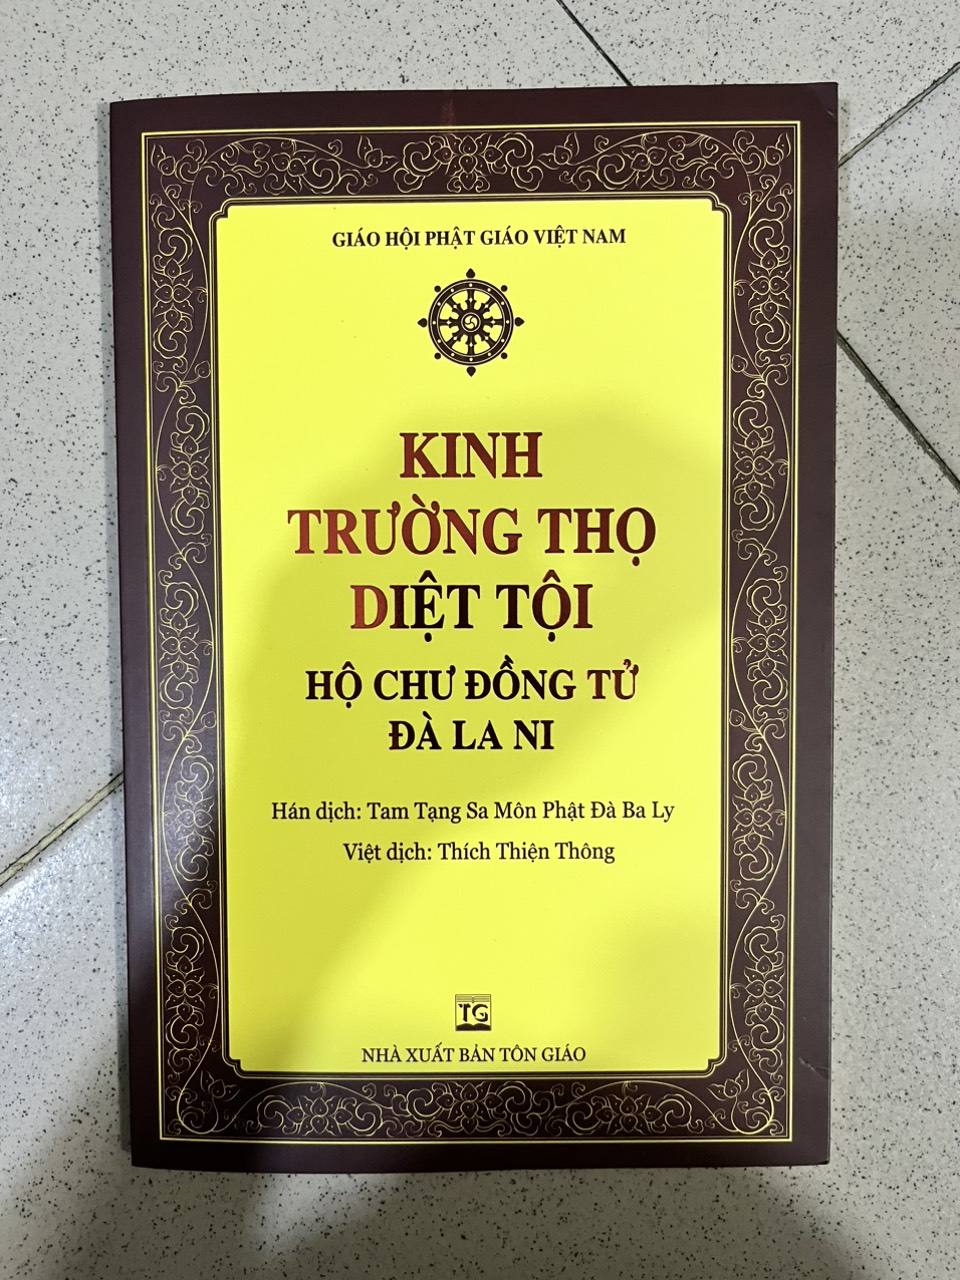 GIÁO HỘI PHẬT GIÁO VIỆT NAM
KINH
TRƯỜNG THỌ
DIỆT TỘI
HỘ CHƯ ĐỒNG TỬ
ĐÀ LA NI
Hán dịch: Tam Tạng Sa Môn Phật Đà Ba Ly
Việt dịch: Thích Thiện Thông
TG
NHÀ XUẤT BẢN TÔN GIÁO